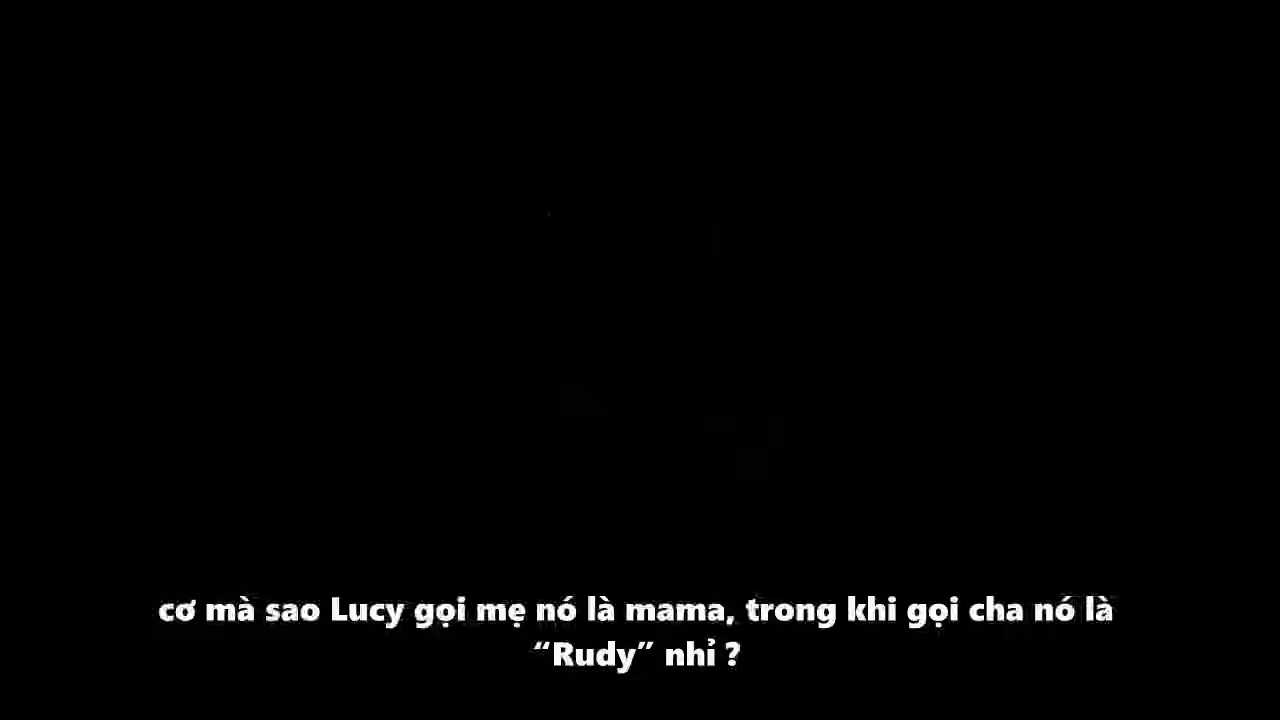 cơ mà sao Lucy gọi mẹ nó là mama, trong khi gọi cha nó là
“Rudy” nhỉ ?